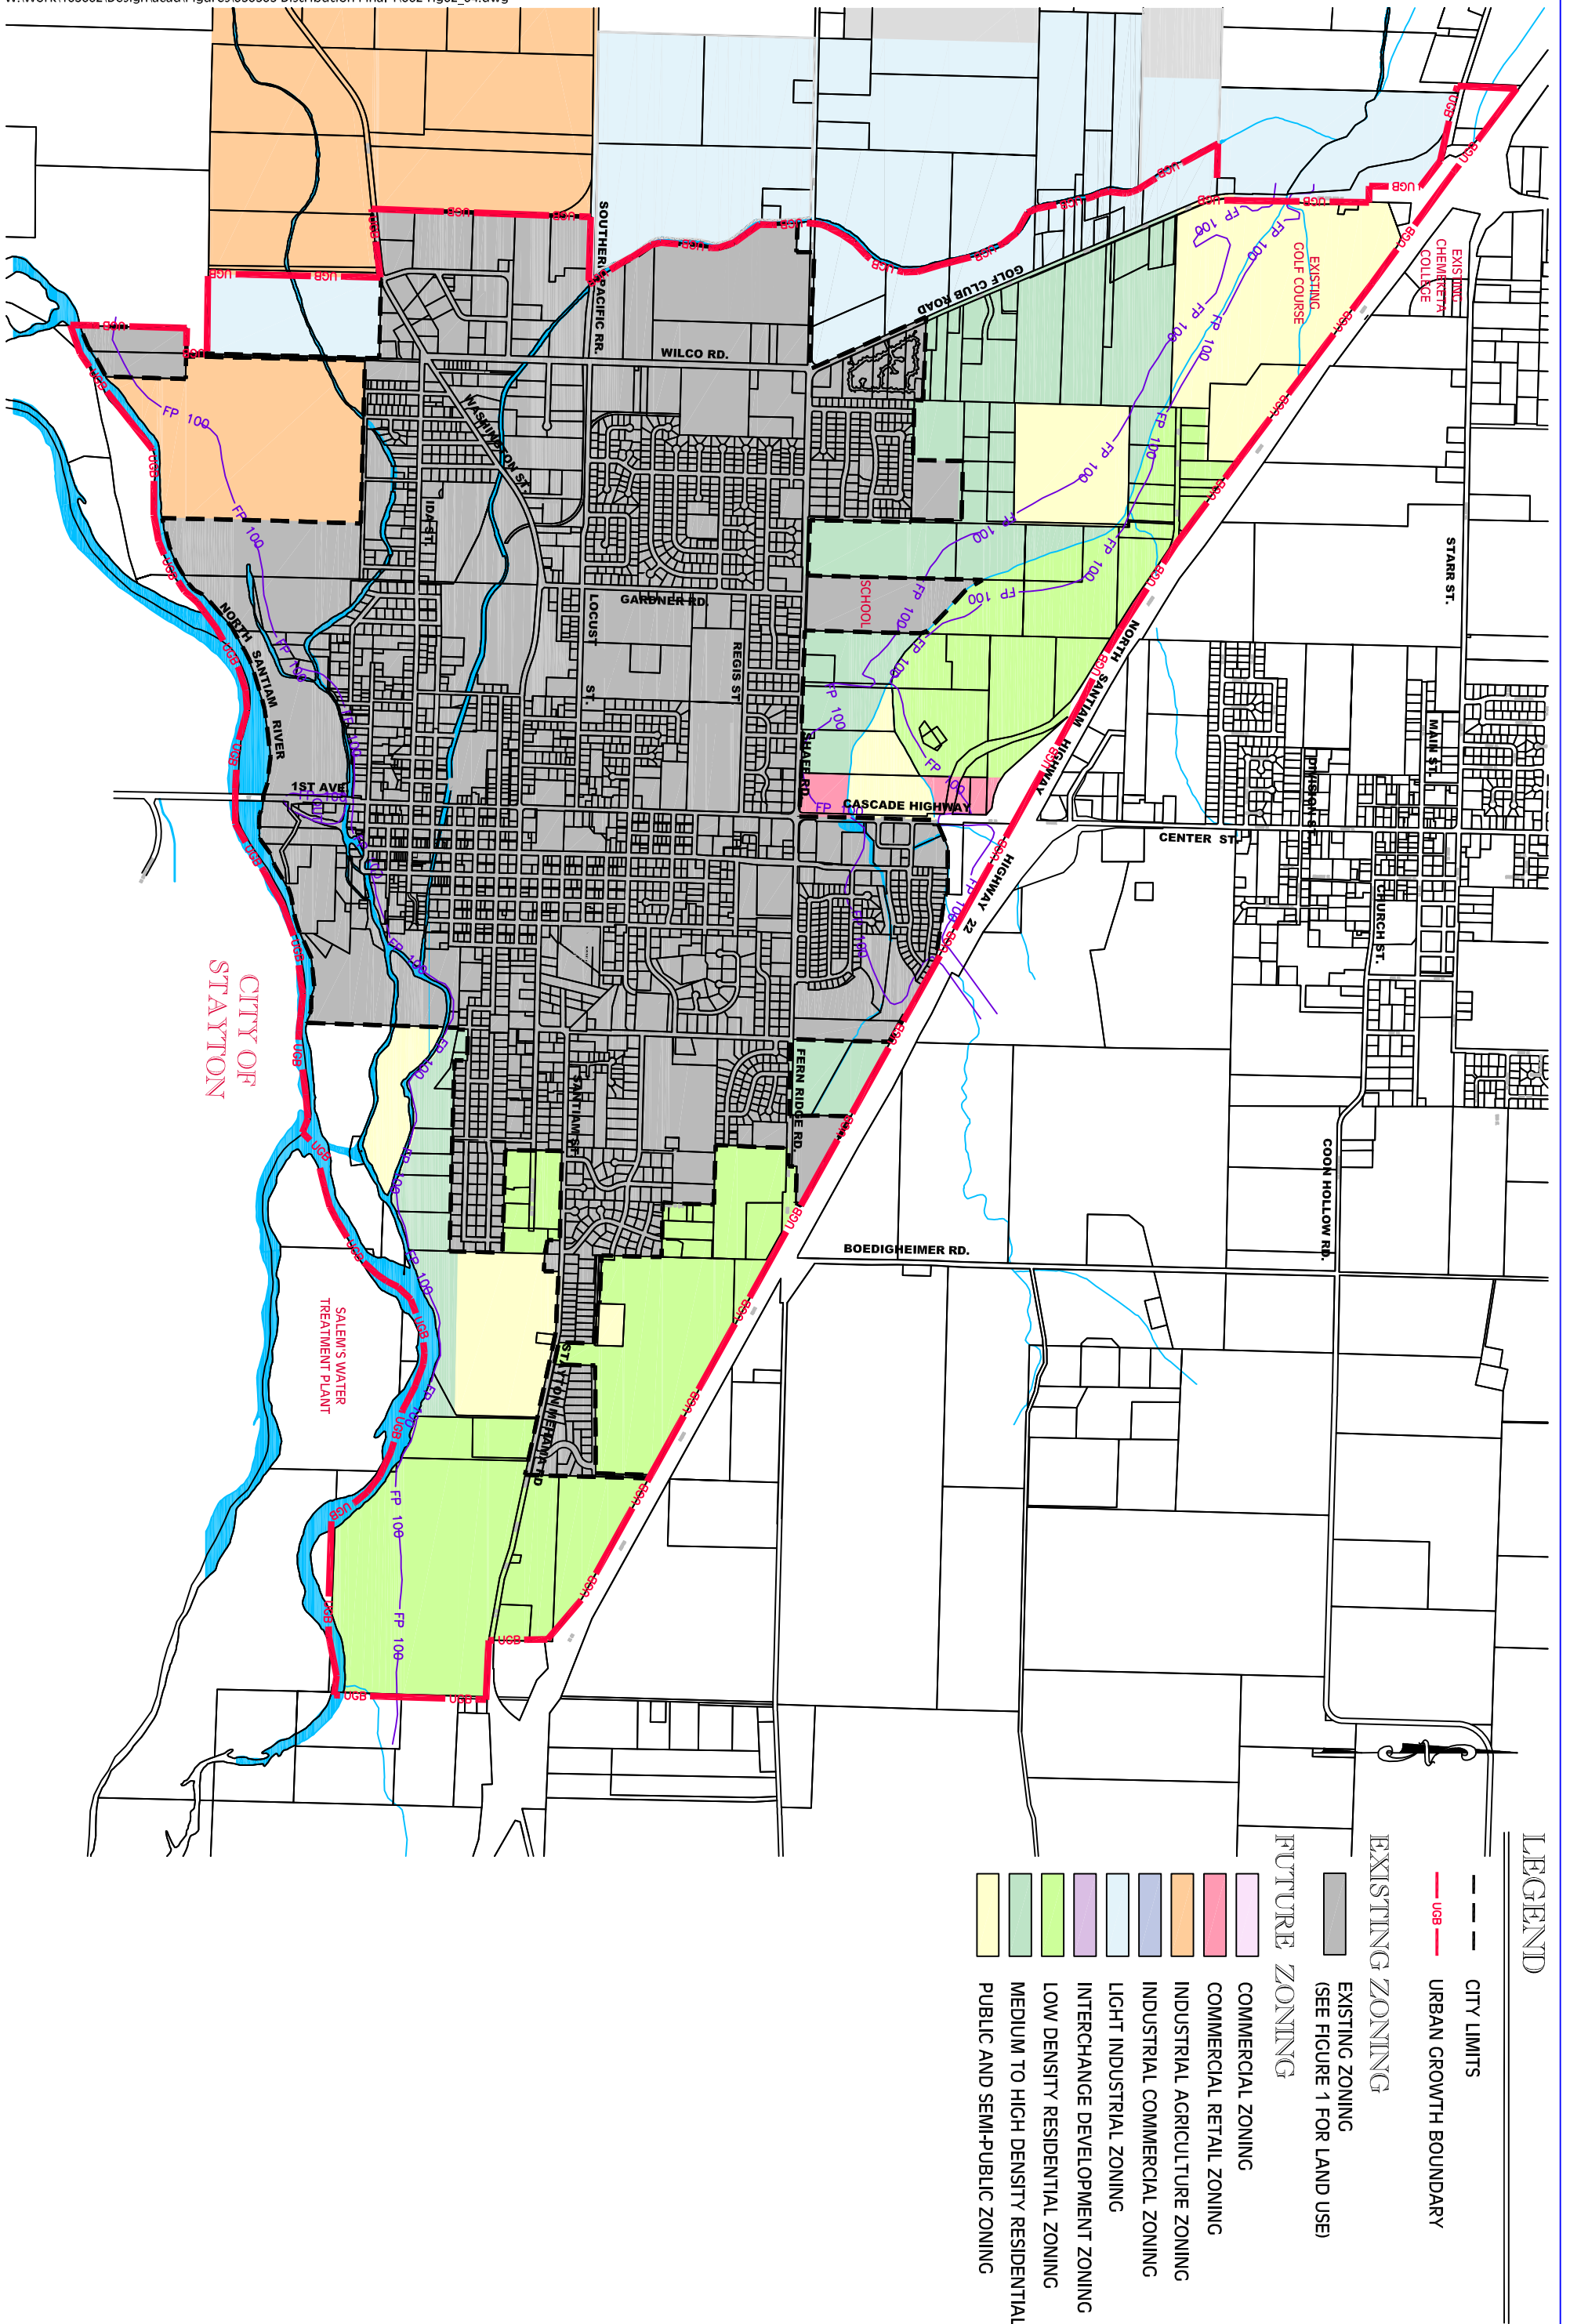 LEGEND
CITY LIMITS
UGB
URBAN GROWTH BOUNDARY
EXISTING ZONING
EXISTING ZONING
(SEE FIGURE 1 FOR LAND USE)
FUTURE ZONING
COMMERCIAL ZONING
COMMERCIAL RETAIL ZONING
INDUSTRIAL AGRICULTURE ZONING
INDUSTRIAL COMMERCIAL ZONING
LIGHT INDUSTRIAL ZONING
INTERCHANGE DEVELOPMENT ZONING
LOW DENSITY RESIDENTIAL ZONING
MEDIUM TO HIGH DENSITY RESIDENTIAL
PUBLIC AND SEMI-PUBLIC ZONING
EXISTING
CHEMEKETA
COLLEGE
EXISTING
GOLF COURSE
GOLF CLUB ROAD
WILCO RD.
PACIFIC RR.
WASHINGTON ST.
IDA ST.
LOCUST
ST.
GARDNER RD.
REGIS ST
SCHOOL
SHAFF RD.
CASCADE HIGHWAY
1ST AVE
NORTH SANTIAM RIVER
NORTH SANTIAM HIGHWAY
HIGHWAY 22
STARR ST.
MAIN ST.
DIVISION ST.
CENTER ST.
CHURCH ST.
COON HOLLOW RD.
BOEDIGHEIMER RD.
FERN RIDGE RD.
SANTIAM ST.
STAYTON MEHAMA RD
CITY OF
STAYTON
SALEM'S WATER
TREATMENT PLANT
FP 100
UGB